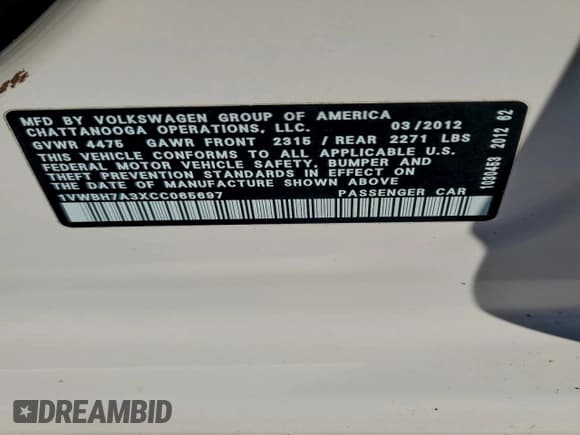 MFD BY VOLKSWAGEN GROUP OF AMERICA
CHATTANOOGA OPERATIONS, LLC. 03/2012
GVWR 4475 GAWR FRONT 2315 / REAR 2271 LBS
THIS VEHICLE CONFORMS TO ALL APPLICABLE U.S.
FEDERAL MOTOR VEHICLE SAFETY, BUMPER AND
THEFT PREVENTION STANDARDS IN EFFECT ON
THE DATE OF MANUFACTURE SHOWN ABOVE
1VWBH7A3XCC065697 PASSENGER CAR
1030453 2012 62
DREAMBID